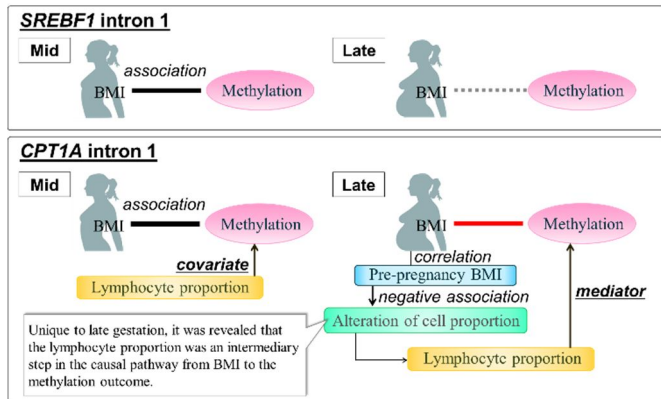 SREBF1 intron 1
Mid
Late
association
BMI
Methylation
BMI
Methylation
CPT1A intron 1
Mid
Late
association
BMI
Methylation
BMI
Methylation
covariate
correlation
Pre-pregnancy BMI
mediator
Lymphocyte proportion
negative association
Alteration of cell proportion
Unique to late gestation, it was revealed that
the lymphocyte proportion was an intermediary
step in the causal pathway from BMI to the
methylation outcome.
Lymphocyte proportion